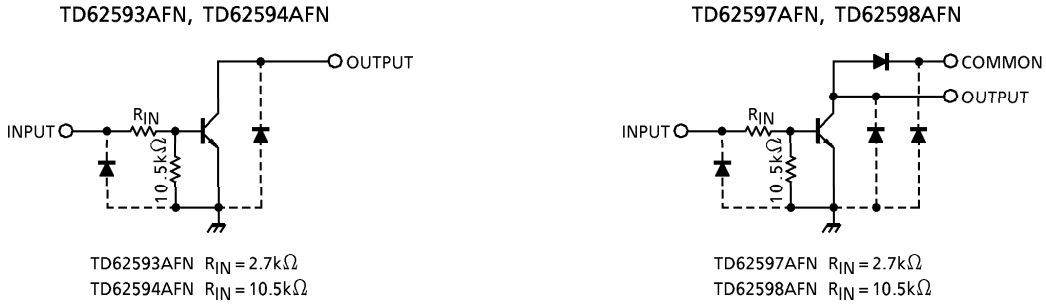 TD62593AFN, TD62594AFN
OUTPUT
INPUT
RIN
10.5kΩ
TD62593AFN RIN = 2.7kΩ
TD62594AFN RIN = 10.5kΩ
TD62597AFN, TD62598AFN
COMMON
OUTPUT
INPUT
RIN
10.5kΩ
TD62597AFN RIN = 2.7kΩ
TD62598AFN RIN = 10.5kΩ